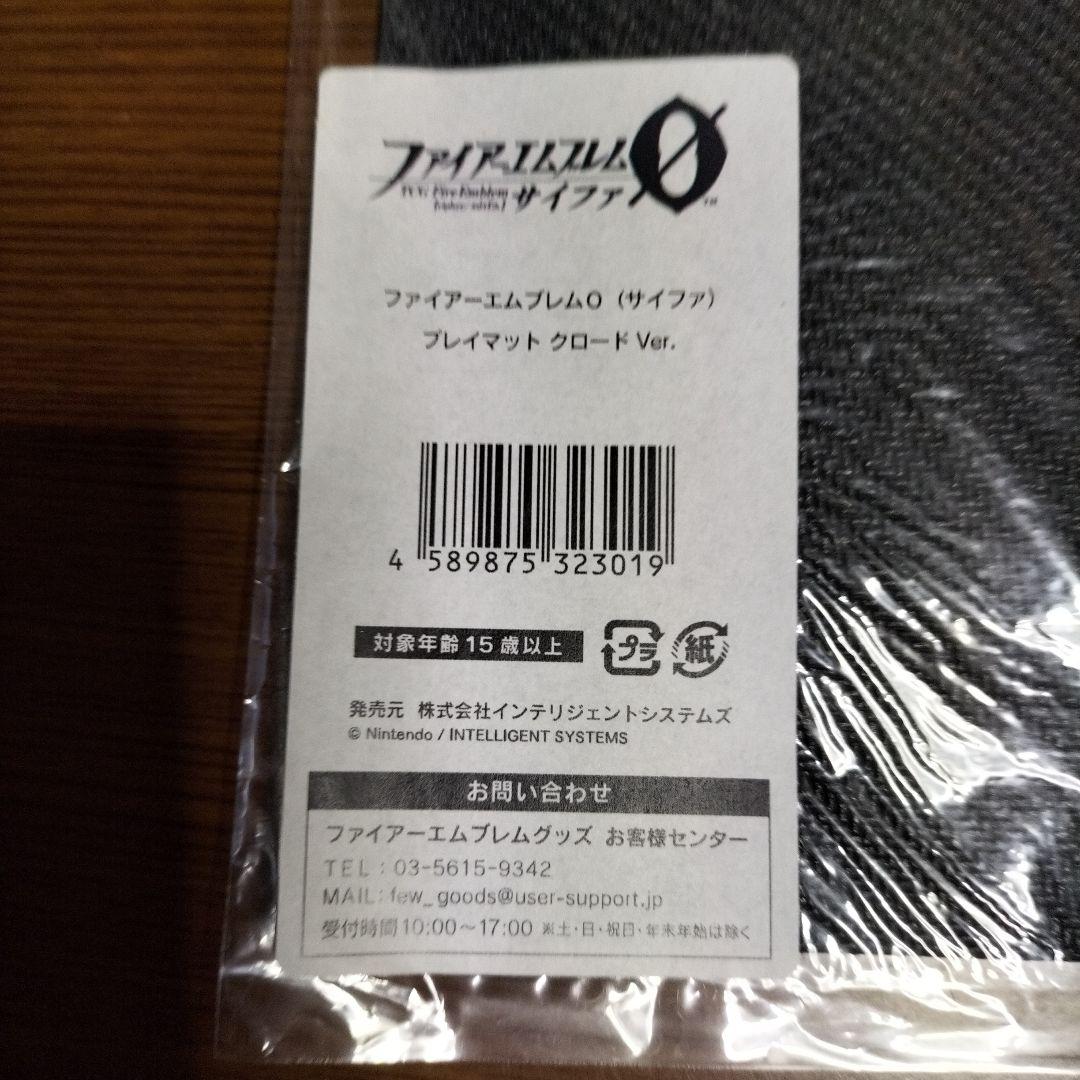 ファイアーエムブレム0
TCG Fire Emblem
サイファ
TM
ファイアーエムブレム0（サイファ）
プレイマット クロード Ver.
4 589875 323019
対象年齢 15 歳以上
プラ
紙
発売元 株式会社インテリジェントシステムズ
© Nintendo / INTELLIGENT SYSTEMS
お問い合わせ
ファイアーエムブレムグッズ お客様センター
TEL : 03-5615-9342
MAIL: few_goods@user-support.jp
受付時間10:00～17:00 ※土・日・祝日・年末年始は除く